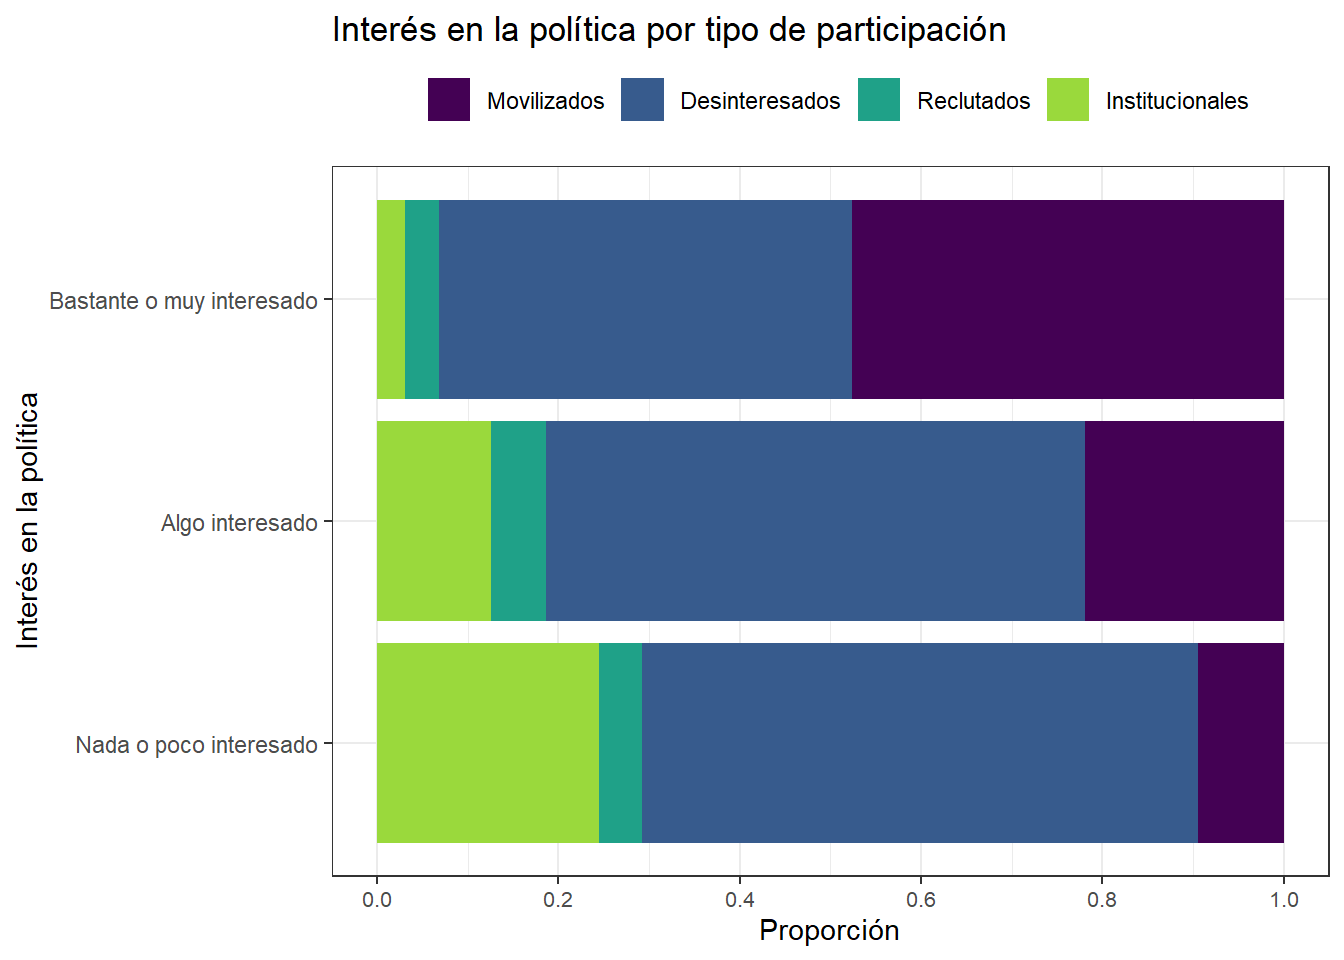 Interés en la política por tipo de participación
Movilizados Desinteresados Reclutados Institucionales
Interés en la política
Bastante o muy interesado
Algo interesado
Nada o poco interesado
0.0 0.2 0.4 0.6 0.8 1.0
Proporción